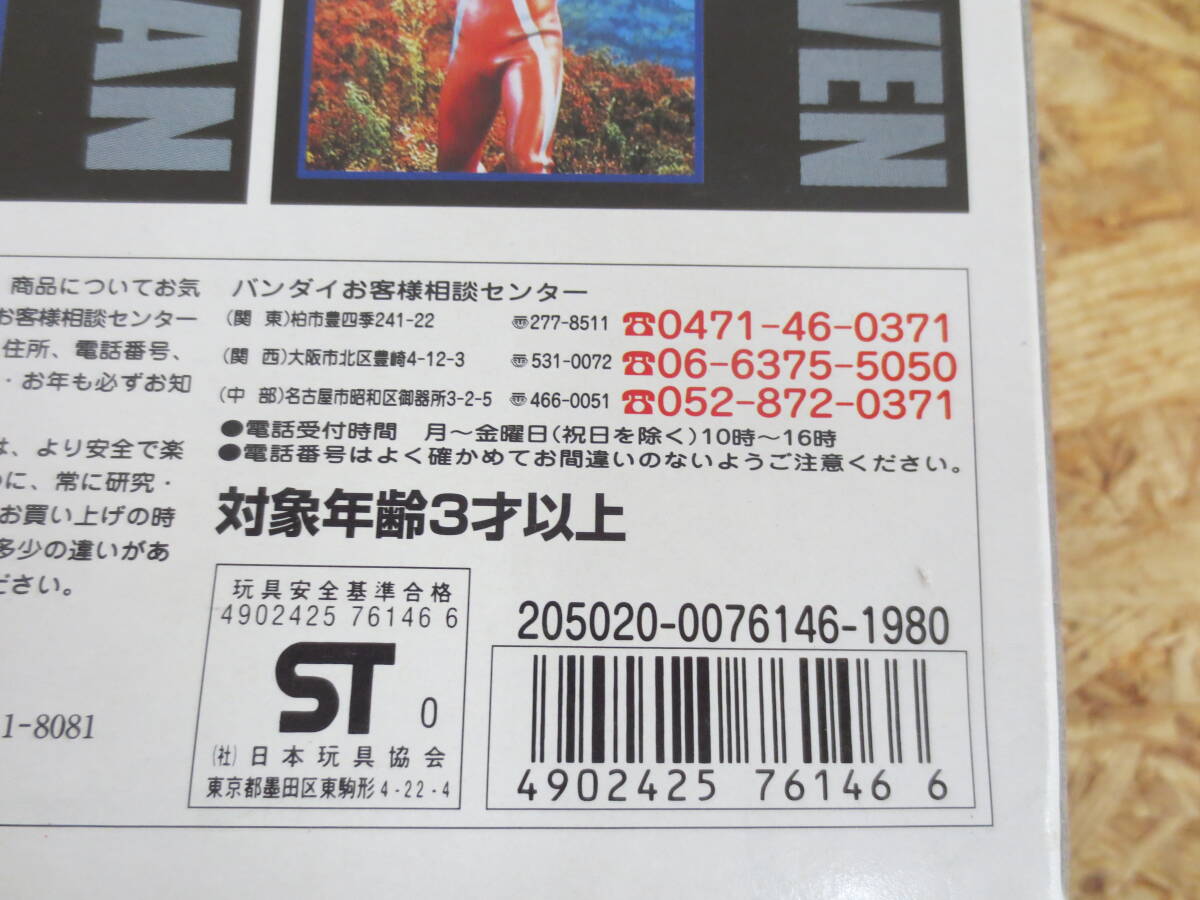 AN
VEN
商品についてお気
お客様相談センター
住所、電話番号、
・お年も必ずお知
は、より安全で楽
めに、常に研究・
お買い上げの時
多少の違いがあ
ださい。
1-8081
バンダイお客様相談センター
(関 東)柏市豊四季241-22 〠277-8511 ☎0471-46-0371
(関 西)大阪市北区豊崎4-12-3 〠531-0072 ☎06-6375-5050
(中 部)名古屋市昭和区御器所3-2-5 〠466-0051 ☎052-872-0371
●電話受付時間 月〜金曜日(祝日を除く)10時〜16時
●電話番号はよく確かめてお間違いのないようご注意ください。
対象年齢3才以上
玩具安全基準合格
4902425 76146 6
ST 0
(社)日本玩具協会
東京都墨田区東駒形4-22-4
205020-0076146-1980
4902425 76146 6